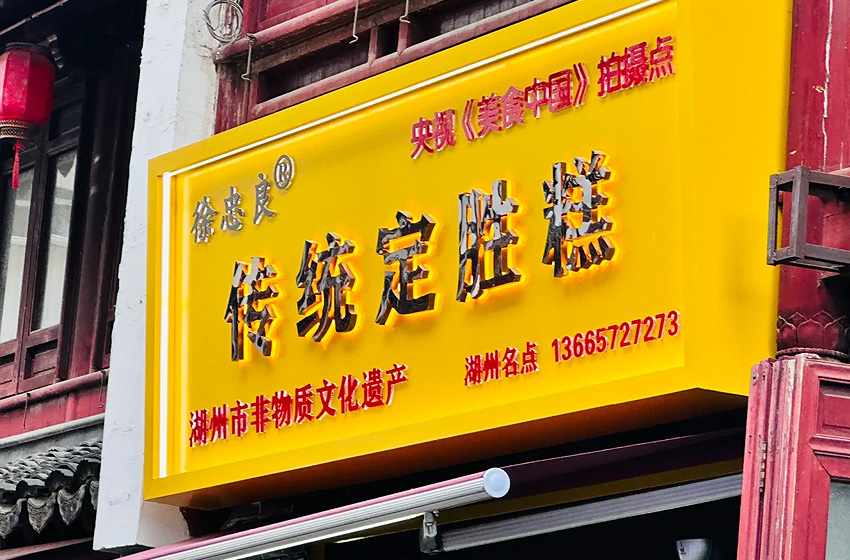 央视《美食中国》拍摄点
徐忠良®
传统定胜糕
湖州市非物质文化遗产
湖州名点 13665727273